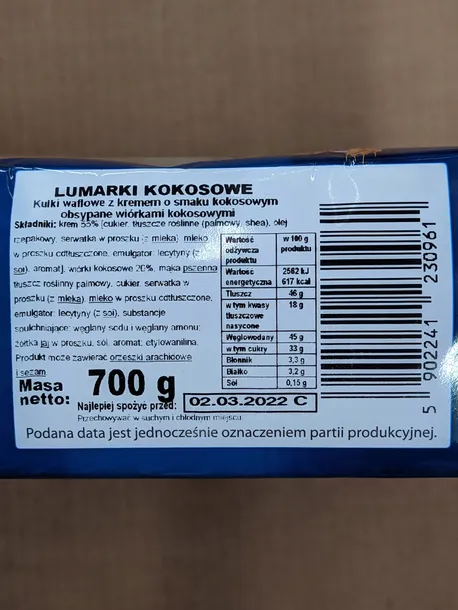 LUMARKI KOKOSOWE
Kulki waflowe z kremem o smaku kokosowym
obsypane wiórkami kokosowymi
Składniki: krem 55% [cukier, tłuszcze roślinne (palmowy, shea), olej
rzepakowy, serwatka w proszku (z mleka), mleko
w proszku odtłuszczone, emulgator: lecytyny (z
soi), aromat], wiórki kokosowe 20%, mąka pszenna,
tłuszcz roślinny palmowy, cukier, serwatka w
proszku (z mleka), mleko w proszku odtłuszczone,
emulgator: lecytyny (z soi), substancje
spulchniające: węglany sodu i węglany amonu;
żółtka jaj w proszku, sól, aromat: etylowanilina.
Produkt może zawierać orzeszki arachidowe
i sezam.
Wartość odżywcza produktu w 100 g produktu
Wartość energetyczna 2562 kJ 617 kcal
Tłuszcz 46 g
w tym kwasy tłuszczowe nasycone 18 g
Węglowodany 45 g
w tym cukry 33 g
Błonnik 3,3 g
Białko 3,2 g
Sól 0,15 g
Masa netto: 700 g
Najlepiej spożyć przed: 02.03.2022 C
Przechowywać w suchym i chłodnym miejscu.
Podana data jest jednocześnie oznaczeniem partii produkcyjnej.
5 902241 230961